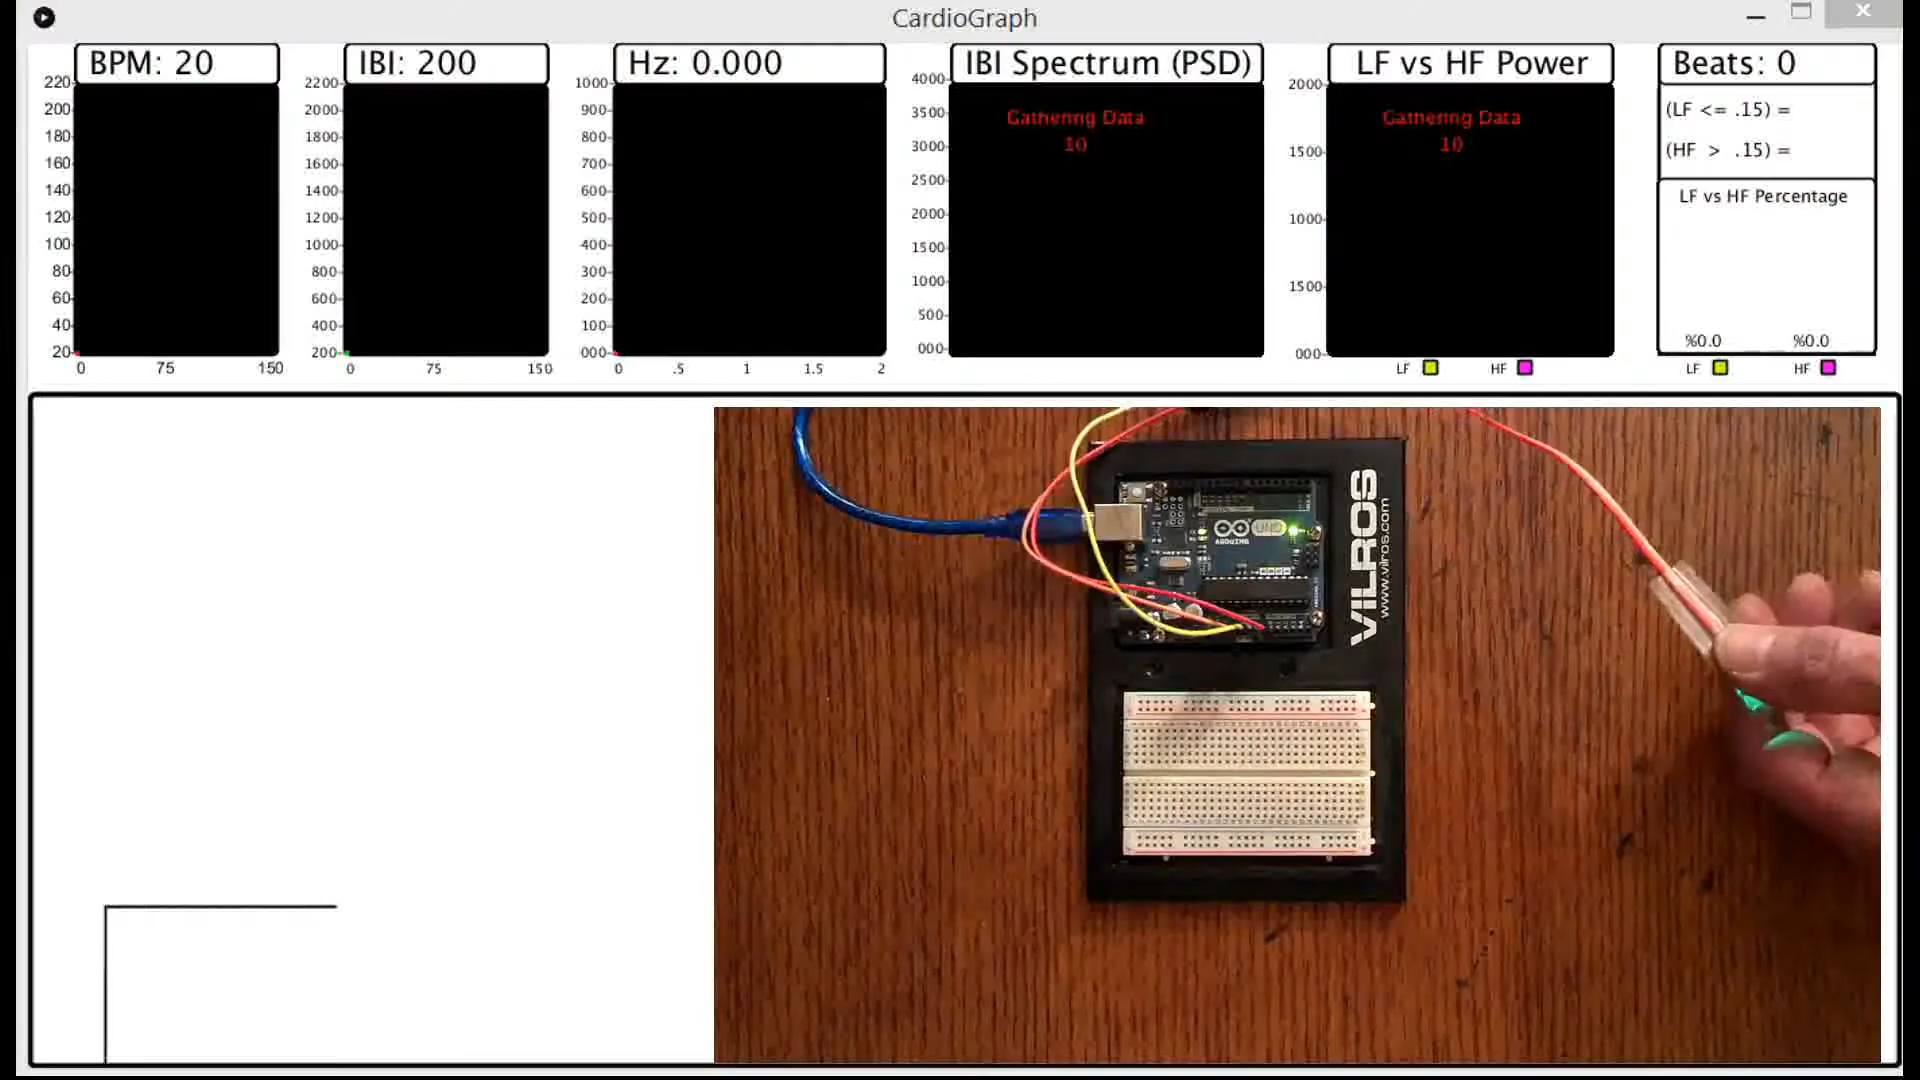 CardioGraph
BPM: 20
220
200
180
160
140
120
100
80
60
40
20
0 75 150
IBI: 200
2200
2000
1800
1600
1400
1200
1000
800
600
400
200
0 75 150
Hz: 0.000
1000
900
800
700
600
500
400
300
200
100
000
0 .5 1 1.5 2
IBI Spectrum (PSD)
4000
3500
3000
2500
2000
1500
1000
500
000
Gathering Data
10
LF vs HF Power
2000
1500
1000
1500
000
Gathering Data
10
LF HF
Beats: 0
(LF <= .15) =
(HF > .15) =
LF vs HF Percentage
%0.0 %0.0
LF HF
ARDUINO
UNO
VILROS
www.vilros.com